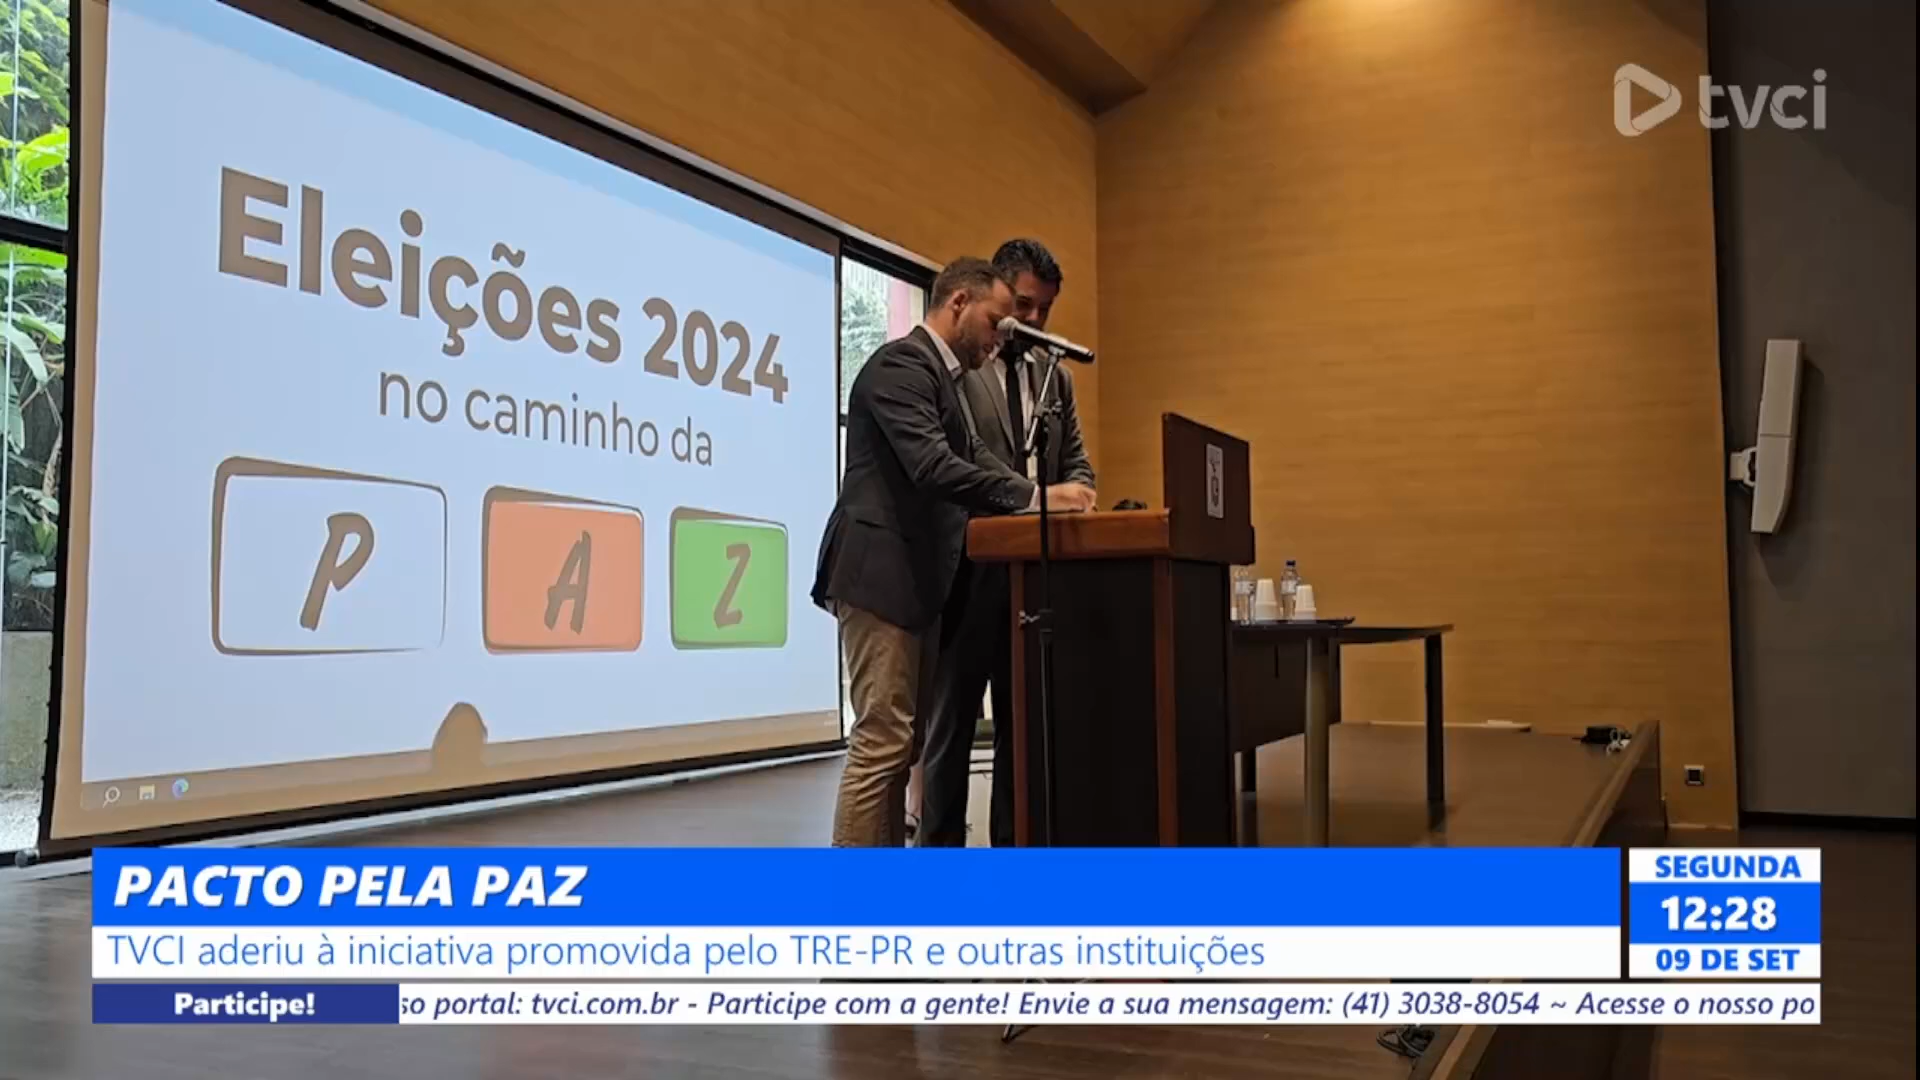 tvci
Eleições 2024
no caminho da
P A Z
PACTO PELA PAZ
TVCI aderiu à iniciativa promovida pelo TRE-PR e outras instituições
SEGUNDA
12:28
09 DE SET
Participe!
so portal: tvci.com.br - Participe com a gente! Envie a sua mensagem: (41) 3038-8054 ~ Acesse o nosso po